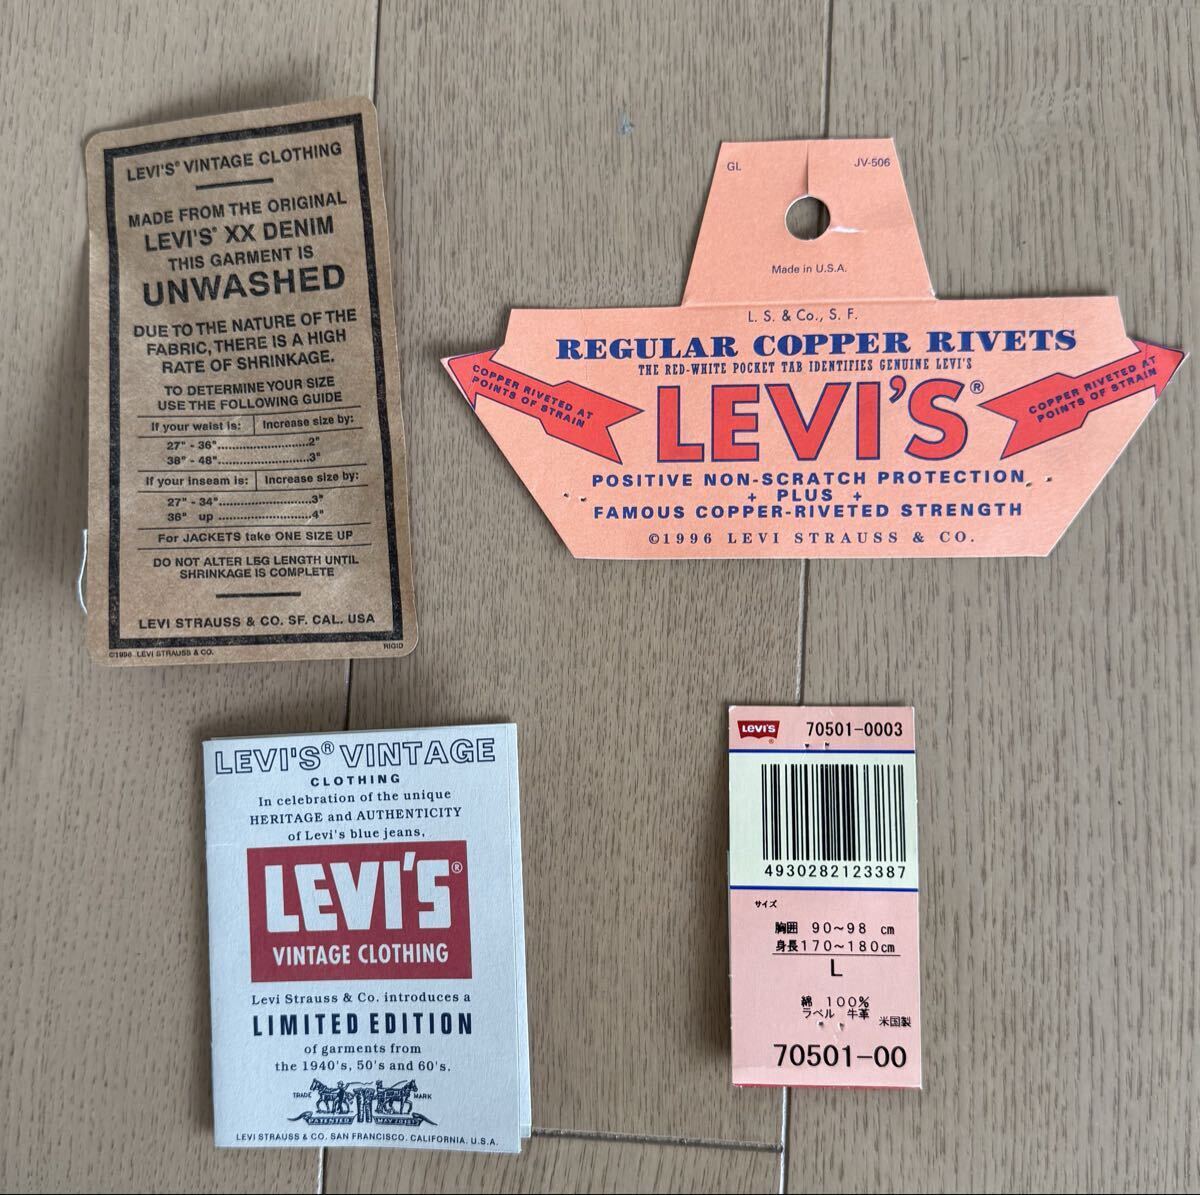 LEVI'S® VINTAGE CLOTHING
MADE FROM THE ORIGINAL
LEVI'S® XX DENIM
THIS GARMENT IS
UNWASHED
DUE TO THE NATURE OF THE
FABRIC, THERE IS A HIGH
RATE OF SHRINKAGE.
TO DETERMINE YOUR SIZE
USE THE FOLLOWING GUIDE
If your waist is: Increase size by:
27" - 36"..........................2"
38" - 48"..........................3"
If your inseam is: Increase size by:
27" - 34"..........................3"
36" up ...........................4"
For JACKETS take ONE SIZE UP
DO NOT ALTER LEG LENGTH UNTIL
SHRINKAGE IS COMPLETE
LEVI STRAUSS & CO. SF. CAL. USA
©1996 LEVI STRAUSS & CO. RIGID
GL JV-506
Made in U.S.A.
L. S. & Co., S. F.
REGULAR COPPER RIVETS
THE RED-WHITE POCKET TAB IDENTIFIES GENUINE LEVI'S
COPPER RIVETED AT
POINTS OF STRAIN
LEVI'S®
COPPER RIVETED AT
POINTS OF STRAIN
POSITIVE NON-SCRATCH PROTECTION
+ PLUS +
FAMOUS COPPER-RIVETED STRENGTH
©1996 LEVI STRAUSS & CO.
LEVI'S® VINTAGE
CLOTHING
In celebration of the unique
HERITAGE and AUTHENTICITY
of Levi's blue jeans,
LEVI'S®
VINTAGE CLOTHING
Levi Strauss & Co. introduces a
LIMITED EDITION
of garments from
the 1940's, 50's and 60's.
TRADE MARK
PATENTED MAY 20 1873
LEVI STRAUSS & CO. SAN FRANCISCO. CALIFORNIA. U.S.A.
LEVI'S® 70501-0003
4930282123387
サイズ
胸囲 90～98 cm
身長170～180cm
L
綿 100%
ラベル 牛革
米国製
70501-00